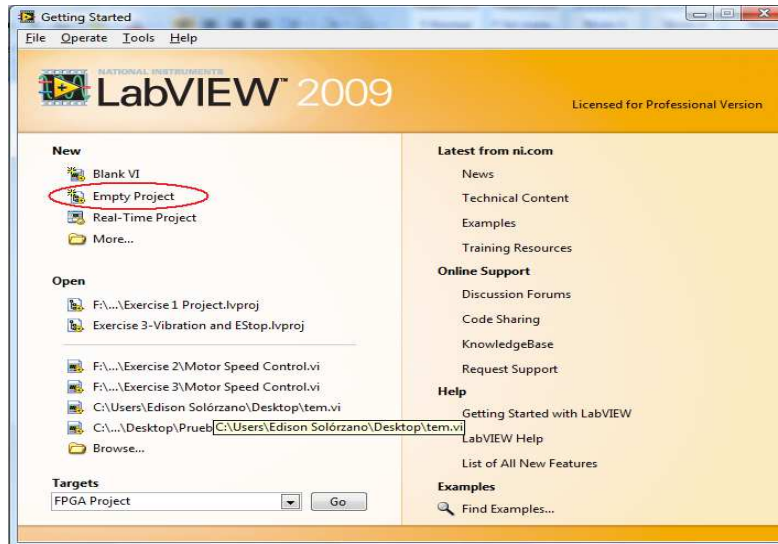 Getting Started
File Operate Tools Help
NATIONAL INSTRUMENTS
LabVIEW™ 2009
Licensed for Professional Version
New
Blank VI
Empty Project
Real-Time Project
More...
Open
F:\...\Exercise 1 Project.lvproj
Exercise 3-Vibration and EStop.lvproj
F:\...\Exercise 2\Motor Speed Control.vi
F:\...\Exercise 3\Motor Speed Control.vi
C:\Users\Edison Solórzano\Desktop\tem.vi
C:\...\Desktop\Prueb
C:\Users\Edison Solórzano\Desktop\tem.vi
Browse...
Targets
FPGA Project
Go
Latest from ni.com
News
Technical Content
Examples
Training Resources
Online Support
Discussion Forums
Code Sharing
KnowledgeBase
Request Support
Help
Getting Started with LabVIEW
LabVIEW Help
List of All New Features
Examples
Find Examples...